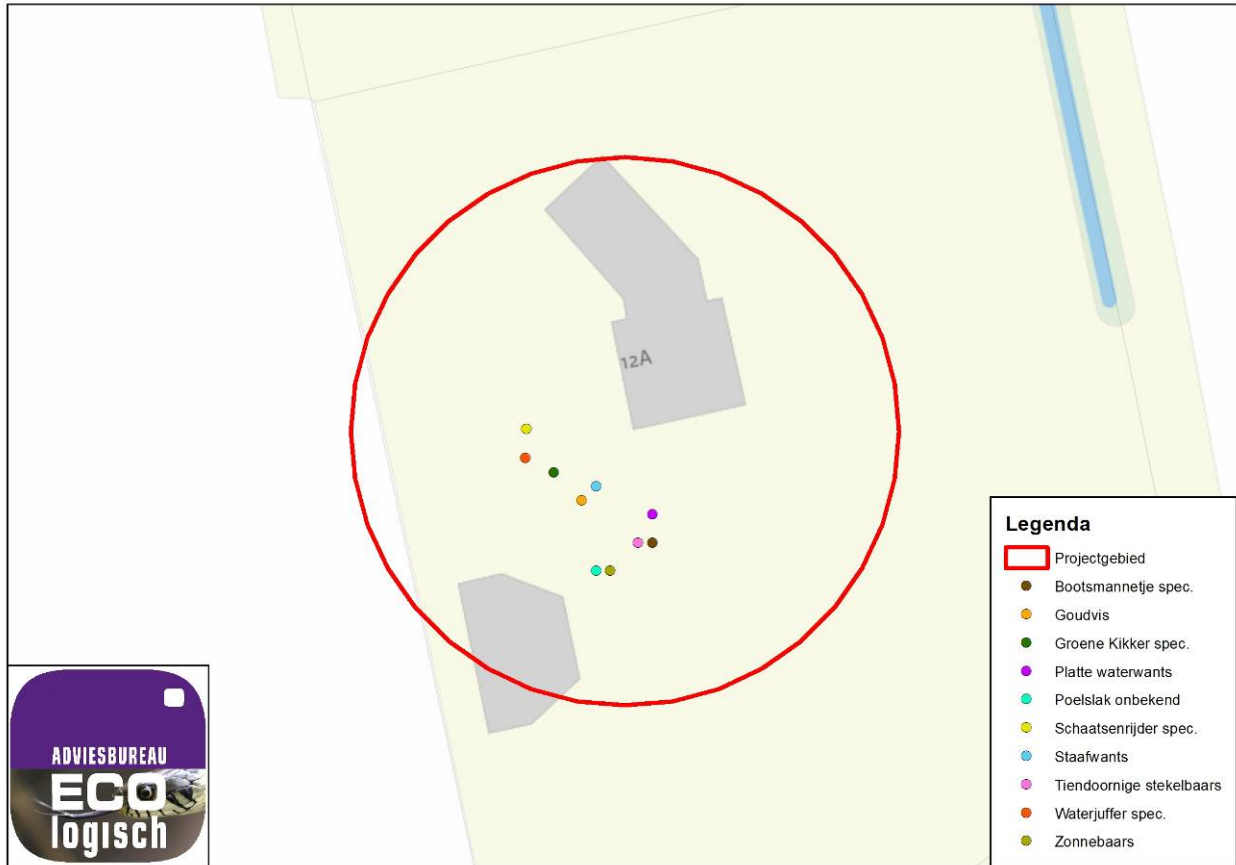 12A
Legenda
Projectgebied
Bootsmannetje spec.
Goudvis
Groene Kikker spec.
Platte waterwants
Poelslak onbekend
Schaatsenrijder spec.
Staafwants
Tiendoornige stekelbaars
Waterjuffer spec.
Zonnebaars
ADVIESBUREAU
ECO
logisch